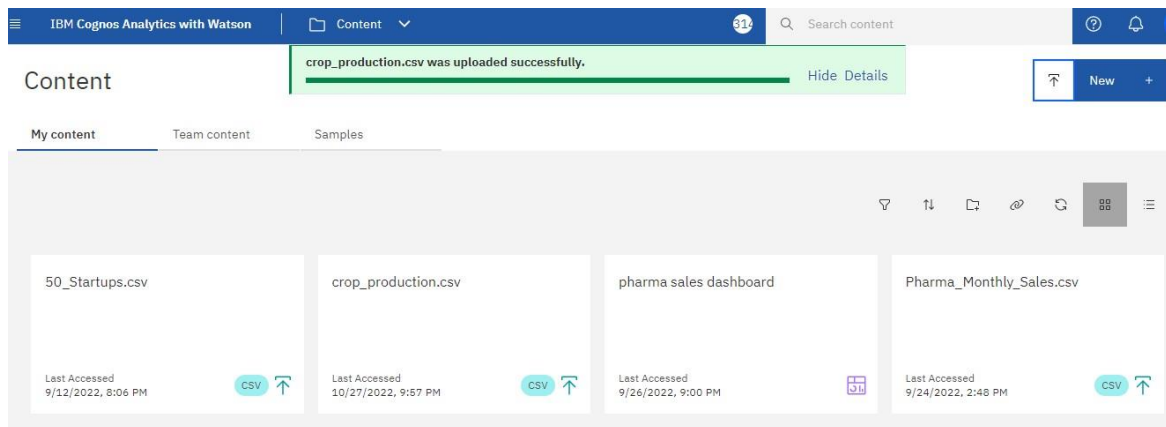 IBM Cognos Analytics with Watson
Content
314
Search content
crop_production.csv was uploaded successfully.
Hide Details
Content
New +
My content
Team content
Samples
50_Startups.csv
Last Accessed
9/12/2022, 8:06 PM
CSV
crop_production.csv
Last Accessed
10/27/2022, 9:57 PM
CSV
pharma sales dashboard
Last Accessed
9/26/2022, 9:00 PM
Pharma_Monthly_Sales.csv
Last Accessed
9/24/2022, 2:48 PM
CSV